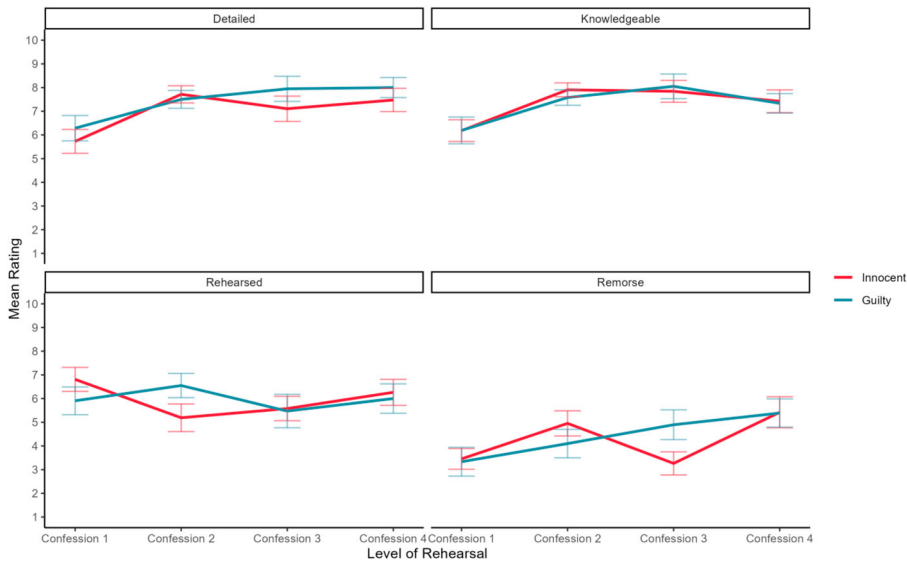 Detailed
Knowledgeable
10
9
8
7
6
5
4
3
2
1
Mean Rating
Rehearsed
Remorse
Innocent
Guilty
10
9
8
7
6
5
4
3
2
1
Confession 1 Confession 2 Confession 3 Confession 4 Confession 1 Confession 2 Confession 3 Confession 4
Level of Rehearsal